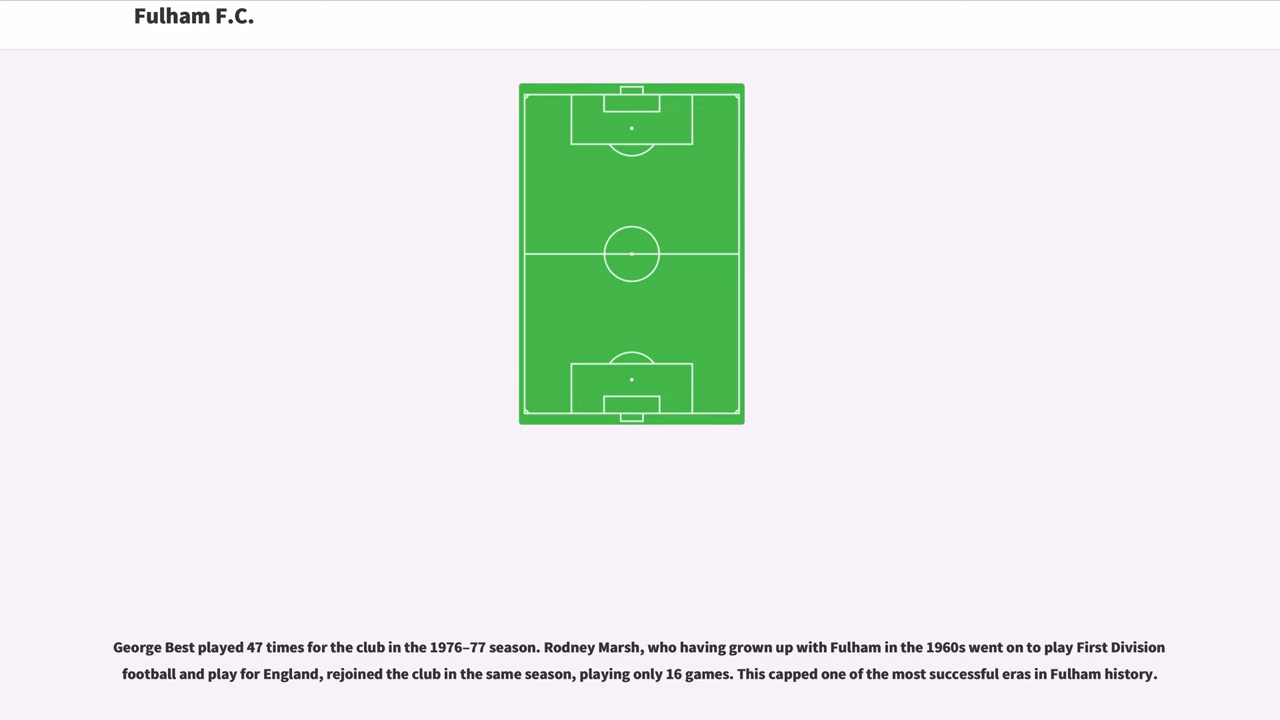 Fulham F.C.
George Best played 47 times for the club in the 1976–77 season. Rodney Marsh, who having grown up with Fulham in the 1960s went on to play First Division
football and play for England, rejoined the club in the same season, playing only 16 games. This capped one of the most successful eras in Fulham history.